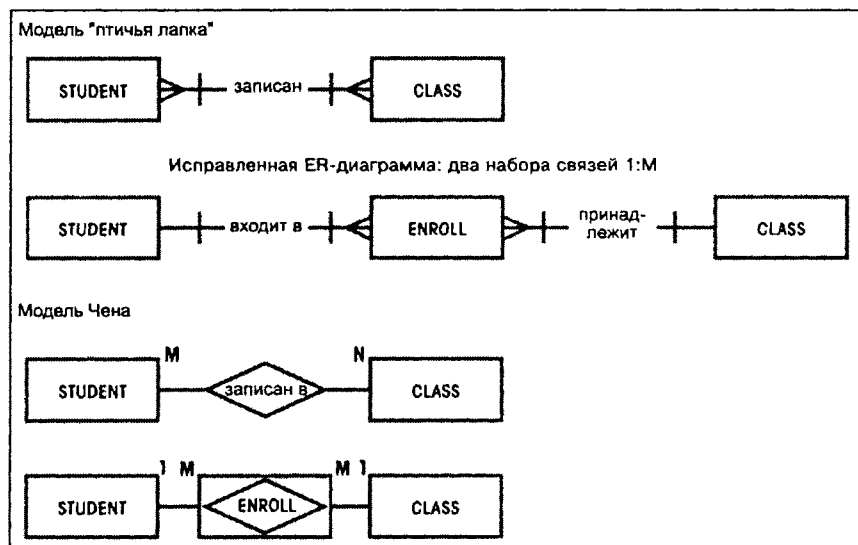 Модель "птичья лапка"
STUDENT записан CLASS
Исправленная ER-диаграмма: два набора связей 1:M
STUDENT входит в ENROLL принад-
лежит CLASS
Модель Чена
M N
STUDENT записан в CLASS
1 M M 1
STUDENT ENROLL CLASS